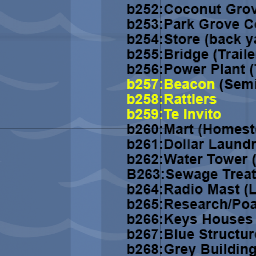 b252:Coconut Grov
b253:Park Grove Co
b254:Store (back ya
b255:Bridge (Traile
b256:Power Plant (
b257:Beacon (Semi
b258:Rattlers
b259:Te Invito
b260:Mart (Homest
b261:Dollar Laundr
b262:Water Tower (
B263:Sewage Treat
b264:Radio Mast (L
b265:Research/Poa
b266:Keys Houses
b267:Blue Structur
b268:Grey Building